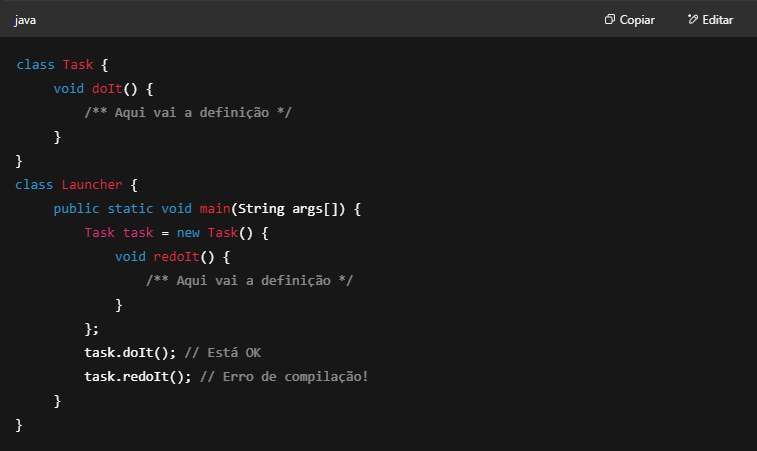 java Copiar Editar
class Task {
void doIt() {
/** Aqui vai a definição */
}
}
class Launcher {
public static void main(String args[]) {
Task task = new Task() {
void redoIt() {
/** Aqui vai a definição */
}
};
task.doIt(); // Está OK
task.redoIt(); // Erro de compilação!
}
}